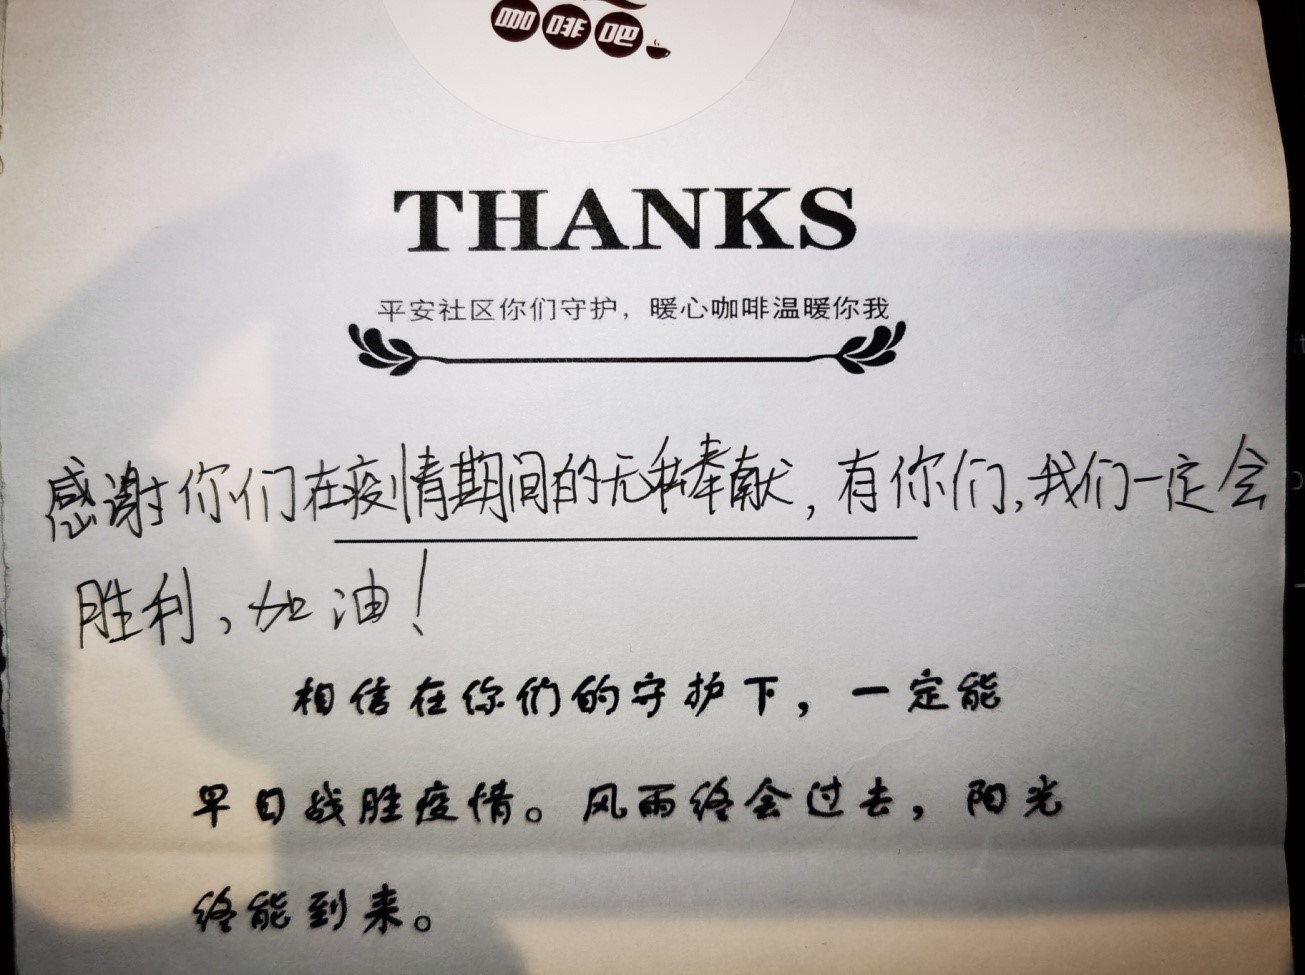 咖啡吧
THANKS
平安社区你们守护，暖心咖啡温暖你我
感谢你们在疫情期间的无私奉献，有你们，我们一定会
胜利，加油！
相信在你们的守护下，一定能
早日战胜疫情。风雨终会过去，阳光
终能到来。